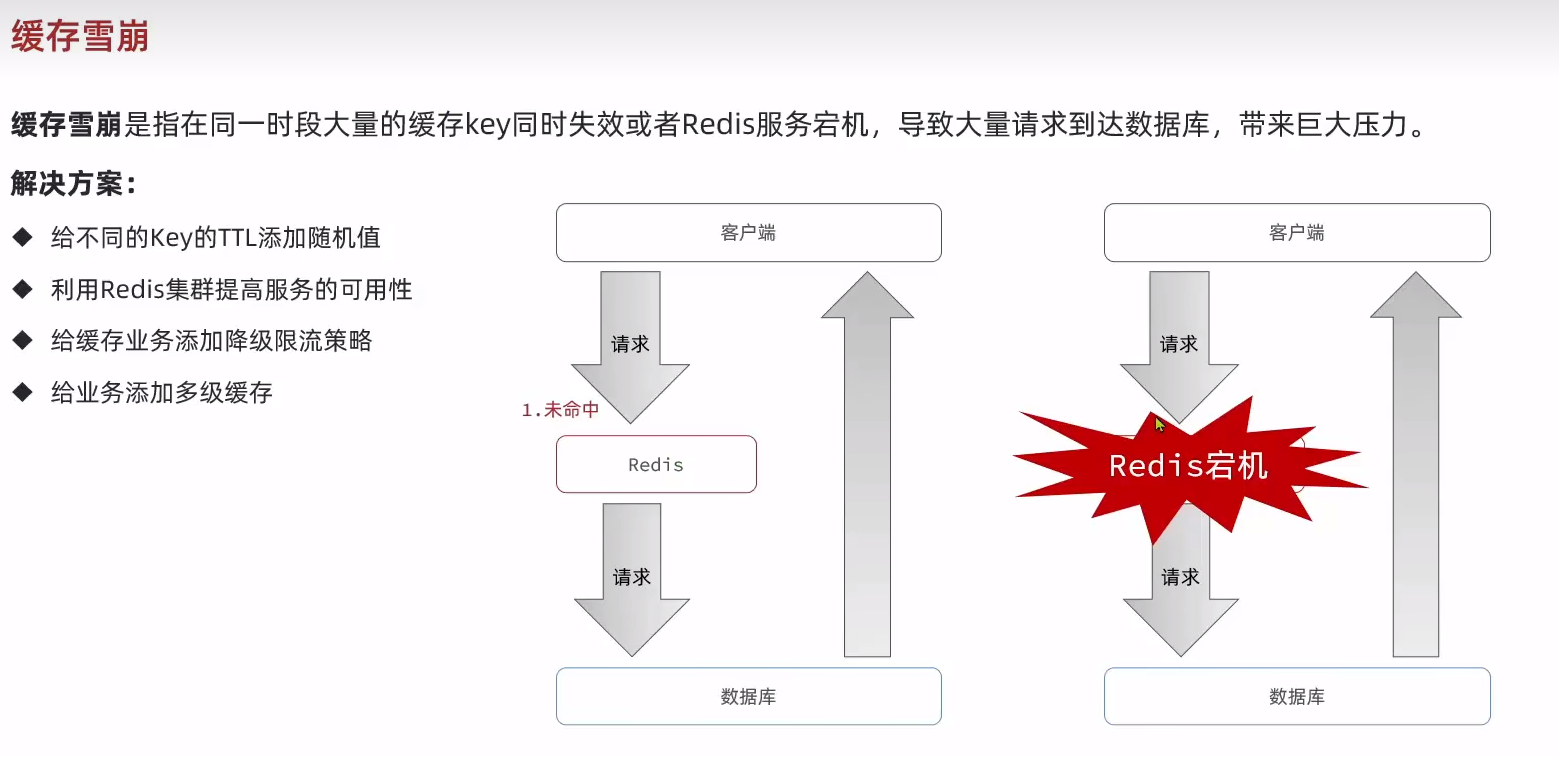 缓存雪崩
缓存雪崩是指在同一时段大量的缓存key同时失效或者Redis服务宕机，导致大量请求到达数据库，带来巨大压力。
解决方案：
给不同的Key的TTL添加随机值
利用Redis集群提高服务的可用性
给缓存业务添加降级限流策略
给业务添加多级缓存
客户端
请求
1.未命中
Redis
请求
数据库
客户端
请求
Redis宕机
请求
数据库